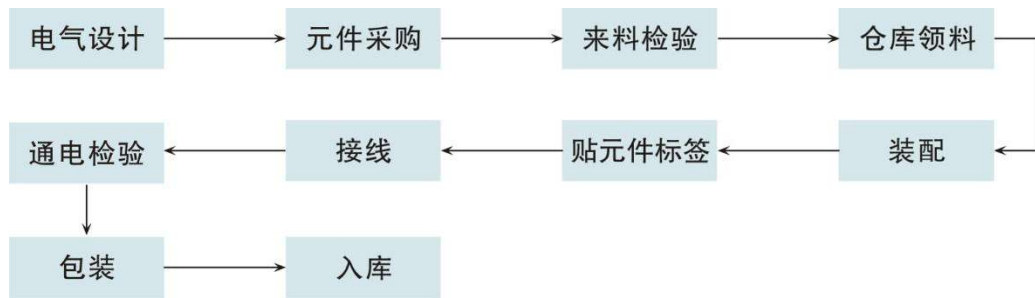 电气设计
元件采购
来料检验
仓库领料
装配
贴元件标签
接线
通电检验
包装
入库